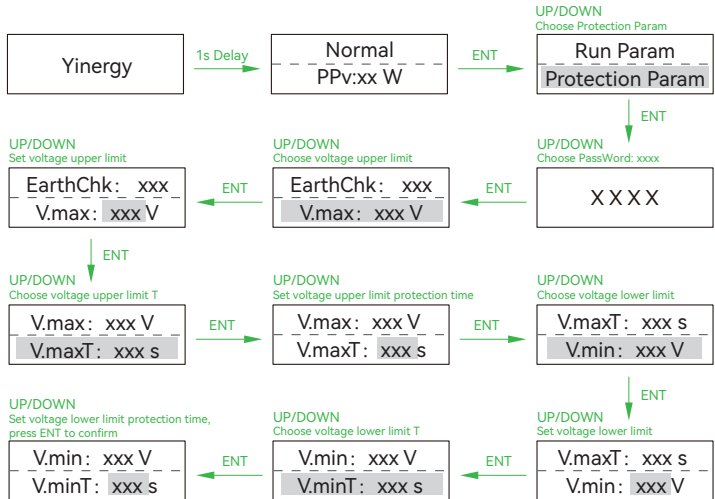 Yinergy
1s Delay
Normal
PPv:xx W
ENT
UP/DOWN
Choose Protection Param
Run Param
Protection Param
ENT
UP/DOWN
Choose PassWord: xxxx
X X X X
ENT
UP/DOWN
Choose voltage upper limit
EarthChk: xxx
V.max: xxx V
ENT
UP/DOWN
Set voltage upper limit
EarthChk: xxx
V.max: xxx V
ENT
UP/DOWN
Choose voltage upper limit T
V.max: xxx V
V.maxT: xxx s
ENT
UP/DOWN
Set voltage upper limit protection time
V.max: xxx V
V.maxT: xxx s
ENT
UP/DOWN
Choose voltage lower limit
V.maxT: xxx s
V.min: xxx V
ENT
UP/DOWN
Set voltage lower limit
V.maxT: xxx s
V.min: xxx V
ENT
UP/DOWN
Choose voltage lower limit T
V.min: xxx V
V.minT: xxx s
ENT
UP/DOWN
Set voltage lower limit protection time,
press ENT to confirm
V.min: xxx V
V.minT: xxx s